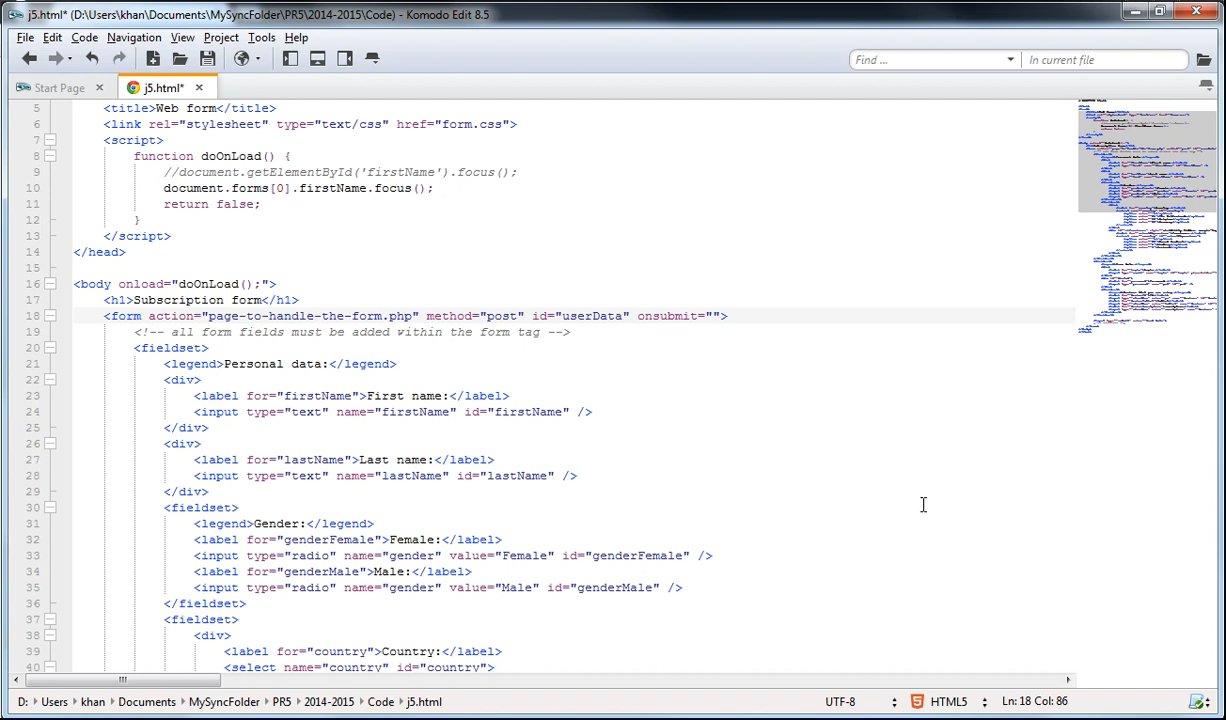 j5.html* (D:\Users\khan\Documents\MySyncFolder\PR5\2014-2015\Code) - Komodo Edit 8.5
File Edit Code Navigation View Project Tools Help
Find ... In current file
Start Page j5.html*
5 <title>Web form</title>
6 <link rel="stylesheet" type="text/css" href="form.css">
7 <script>
8 function doOnLoad() {
9 //document.getElementById('firstName').focus();
10 document.forms[0].firstName.focus();
11 return false;
12 }
13 </script>
14 </head>
15
16 <body onload="doOnLoad();">
17 <h1>Subscription form</h1>
18 <form action="page-to-handle-the-form.php" method="post" id="userData" onsubmit="">
19 <!-- all form fields must be added within the form tag -->
20 <fieldset>
21 <legend>Personal data:</legend>
22 <div>
23 <label for="firstName">First name:</label>
24 <input type="text" name="firstName" id="firstName" />
25 </div>
26 <div>
27 <label for="lastName">Last name:</label>
28 <input type="text" name="lastName" id="lastName" />
29 </div>
30 <fieldset>
31 <legend>Gender:</legend>
32 <label for="genderFemale">Female:</label>
33 <input type="radio" name="gender" value="Female" id="genderFemale" />
34 <label for="genderMale">Male:</label>
35 <input type="radio" name="gender" value="Male" id="genderMale" />
36 </fieldset>
37 <fieldset>
38 <div>
39 <label for="country">Country:</label>
40 <select name="country" id="country">
D: Users khan Documents MySyncFolder PR5 2014-2015 Code j5.html UTF-8 HTML5 Ln: 18 Col: 86